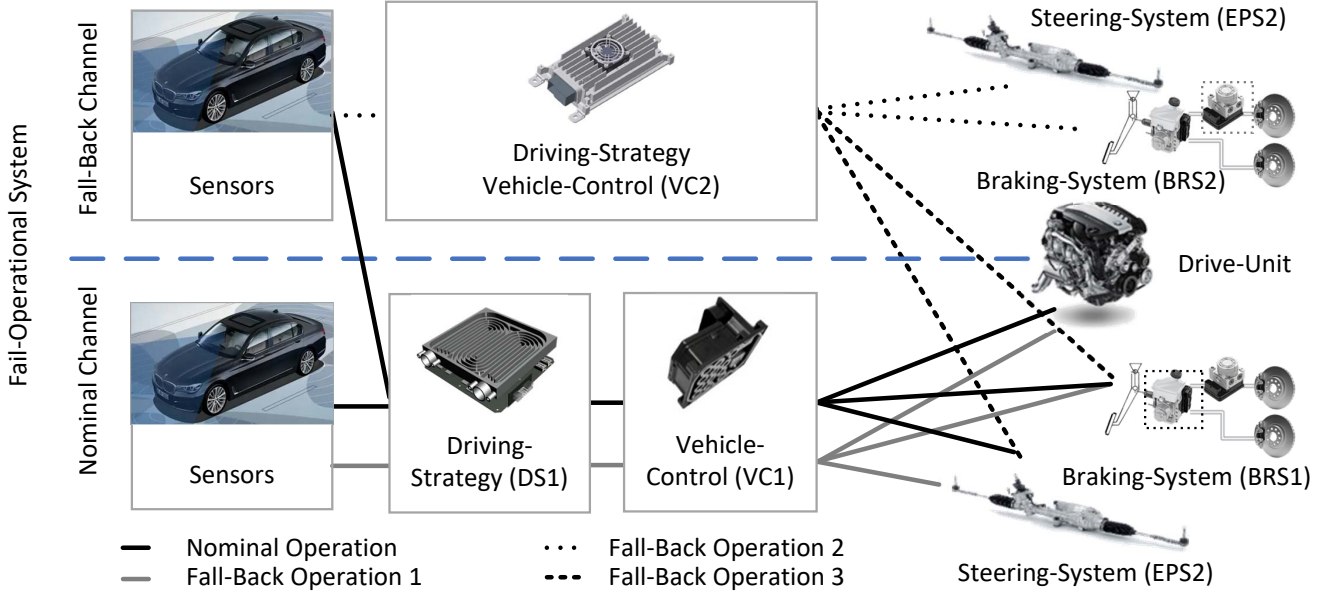 Fail-Operational System
Fall-Back Channel
Nominal Channel
Sensors
Driving-Strategy
Vehicle-Control (VC2)
Steering-System (EPS2)
Braking-System (BRS2)
Drive-Unit
Sensors
Driving-
Strategy (DS1)
Vehicle-
Control (VC1)
Braking-System (BRS1)
Steering-System (EPS2)
Nominal Operation
Fall-Back Operation 1
Fall-Back Operation 2
Fall-Back Operation 3